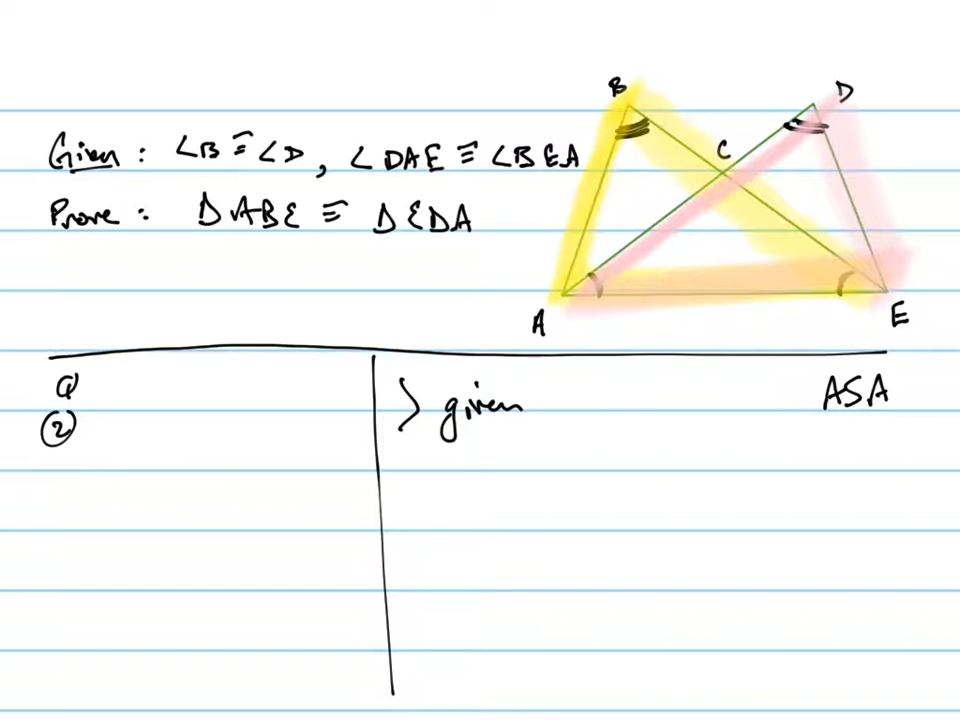 B D
Given : ∠B ≅ ∠D , ∠DAE ≅ ∠BEA
C
Prove : △ABE ≅ △EDA
A E
① ASA
② > given